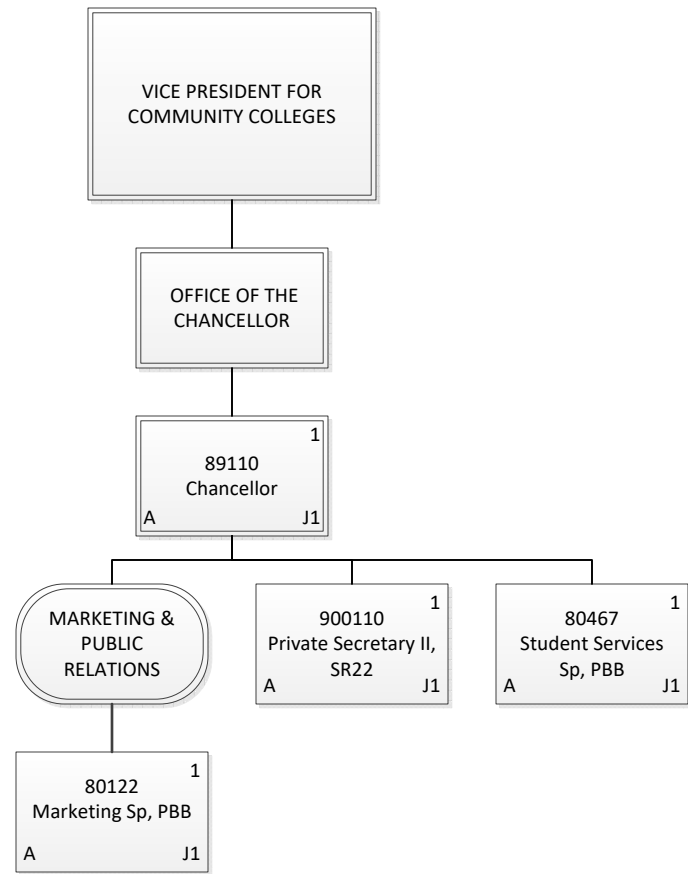 VICE PRESIDENT FOR
COMMUNITY COLLEGES
OFFICE OF THE
CHANCELLOR
1
89110
Chancellor
A J1
MARKETING &
PUBLIC
RELATIONS
1
900110
Private Secretary II,
SR22
A J1
1
80467
Student Services
Sp, PBB
A J1
1
80122
Marketing Sp, PBB
A J1